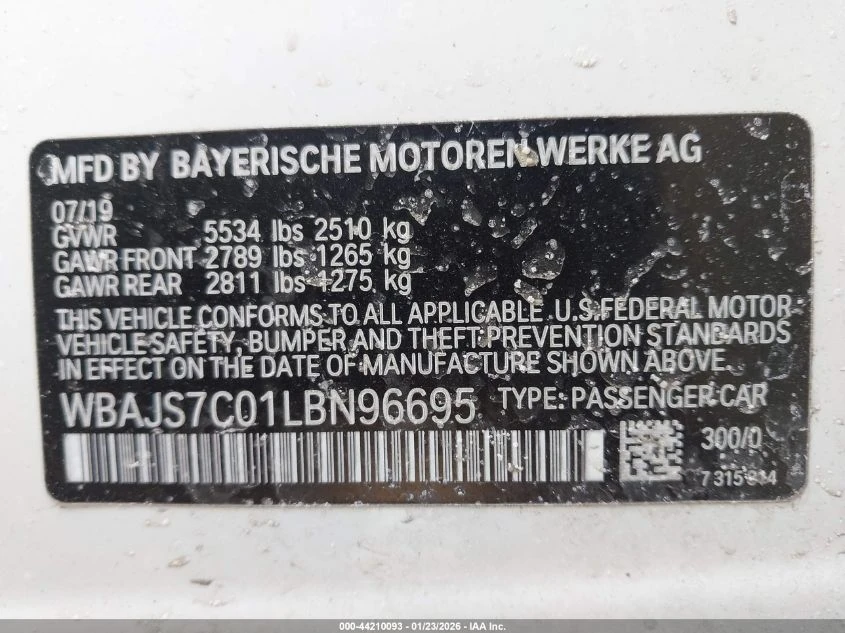 MFD BY BAYERISCHE MOTOREN WERKE AG
07/19
GVWR 5534 lbs 2510 kg
GAWR FRONT 2789 lbs 1265 kg
GAWR REAR 2811 lbs 1275 kg
THIS VEHICLE CONFORMS TO ALL APPLICABLE U.S.FEDERAL MOTOR
VEHICLE SAFETY, BUMPER AND THEFT PREVENTION STANDARDS
IN EFFECT ON THE DATE OF MANUFACTURE SHOWN ABOVE.
WBAJS7C01LBN96695 TYPE: PASSENGER CAR
300/0
000-44210093 - 01/23/2026 - IAA Inc.